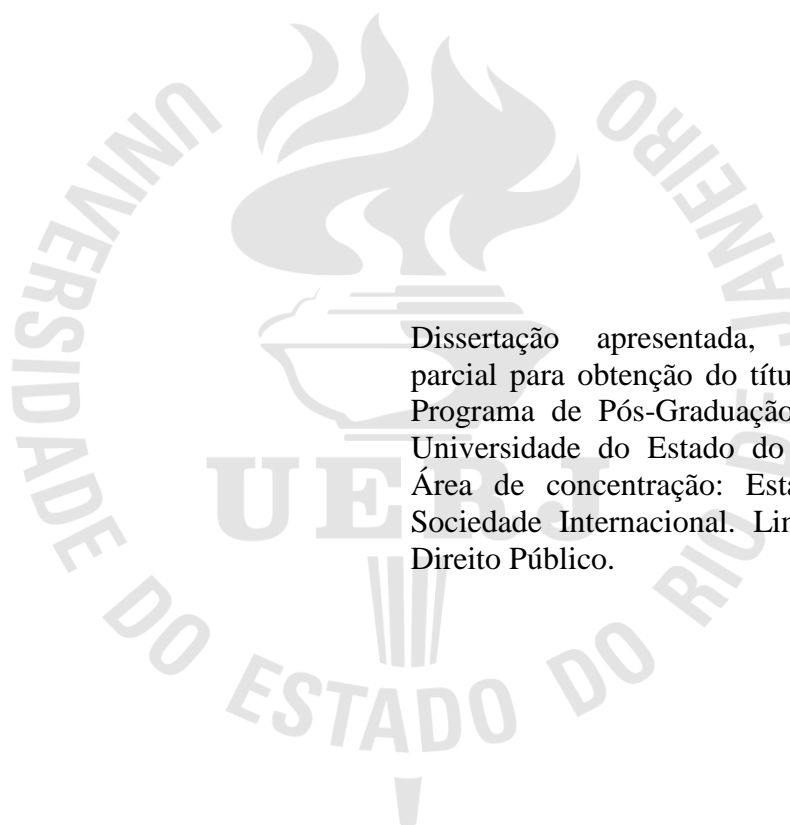 UNIVERSIDADE DO ESTADO DO RIO DE JANEIRO
UERJ
Dissertação apresentada,
parcial para obtenção do títu
Programa de Pós-Graduação
Universidade do Estado do
Área de concentração: Esta
Sociedade Internacional. Lin
Direito Público.